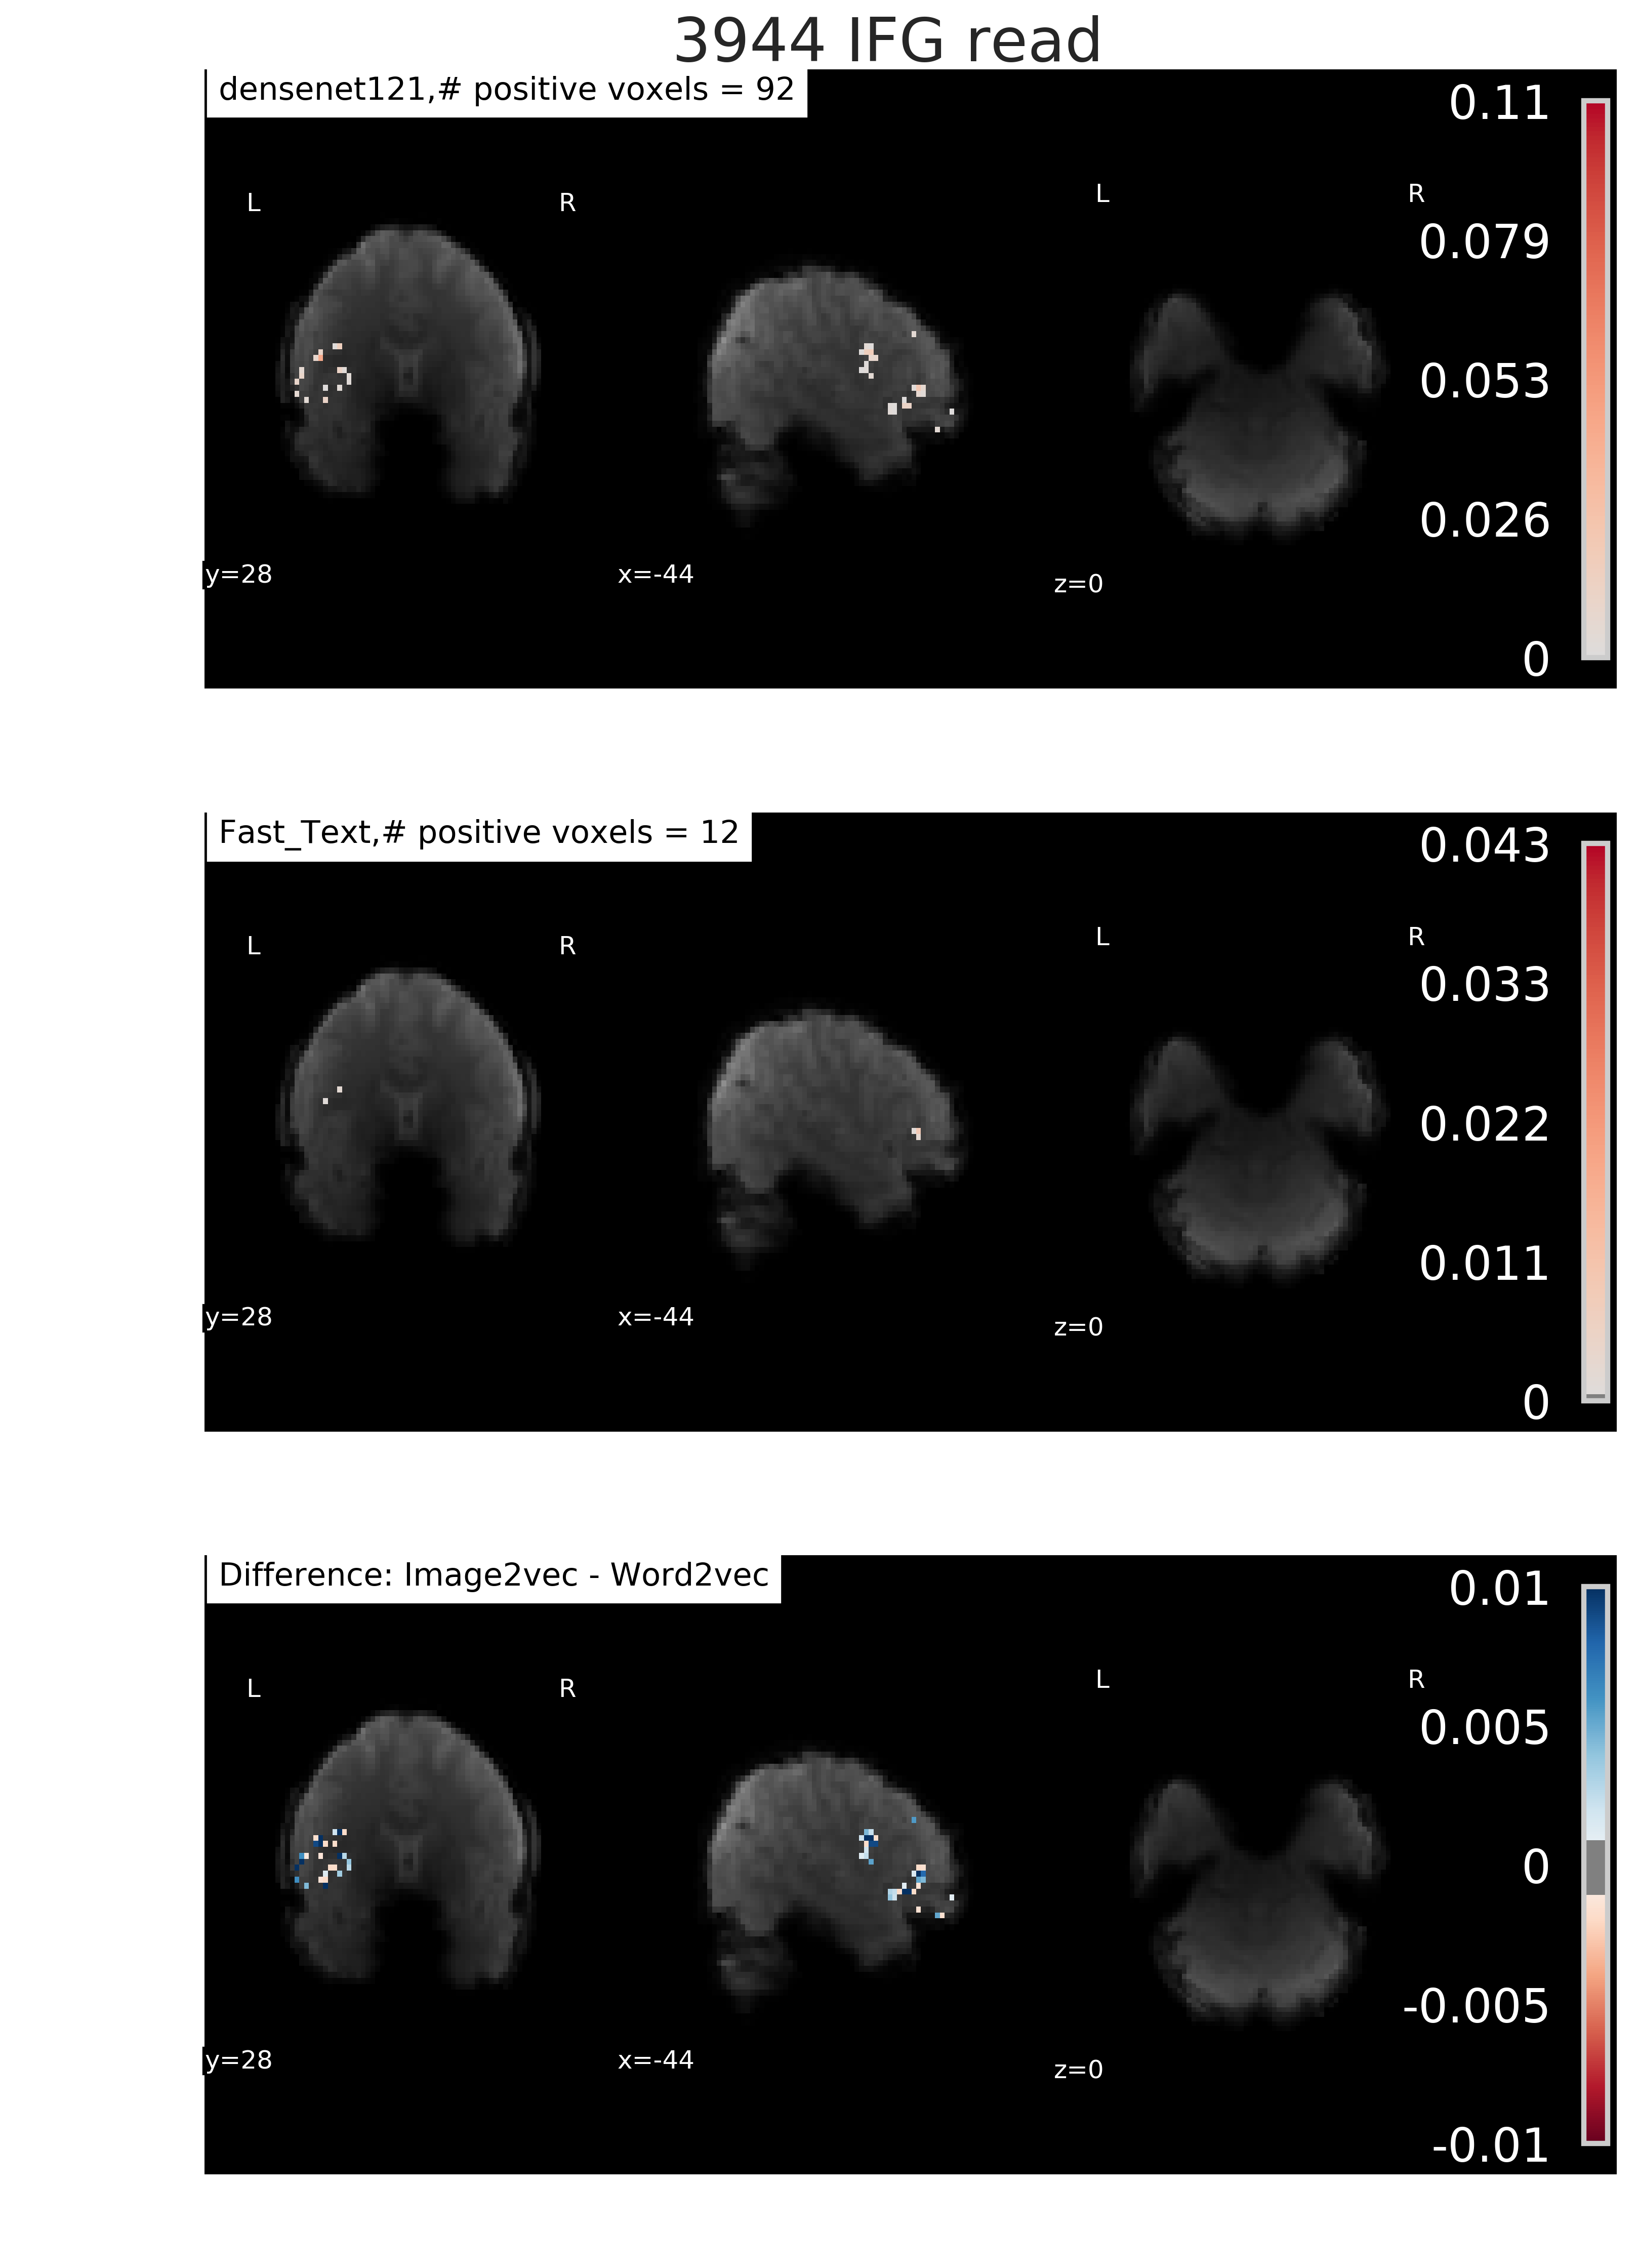 3944 IFG read
densenet121,# positive voxels = 92
0.11
L R L R
0.079
0.053
0.026
y=28 x=-44 z=0
0
Fast_Text,# positive voxels = 12
0.043
L R L R
0.033
0.022
0.011
y=28 x=-44 z=0
0
Difference: Image2vec - Word2vec
0.01
L R L R
0.005
0
-0.005
y=28 x=-44 z=0
-0.01